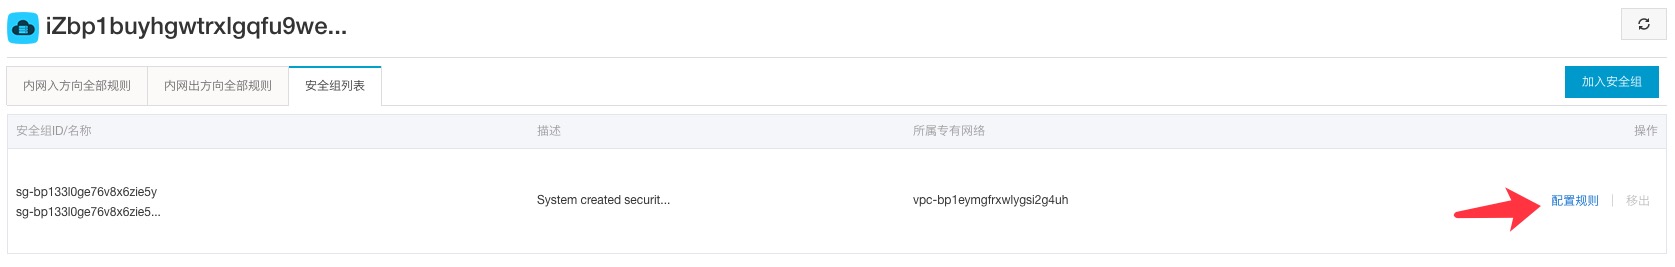 iZbp1buyhgwtrxlgqfu9we...
内网入方向全部规则 内网出方向全部规则 安全组列表 加入安全组
安全组ID/名称 描述 所属专有网络 操作
sg-bp133l0ge76v8x6zie5y
sg-bp133l0ge76v8x6zie5...
System created securit... vpc-bp1eymgfrxwlygsi2g4uh 配置规则 | 移出